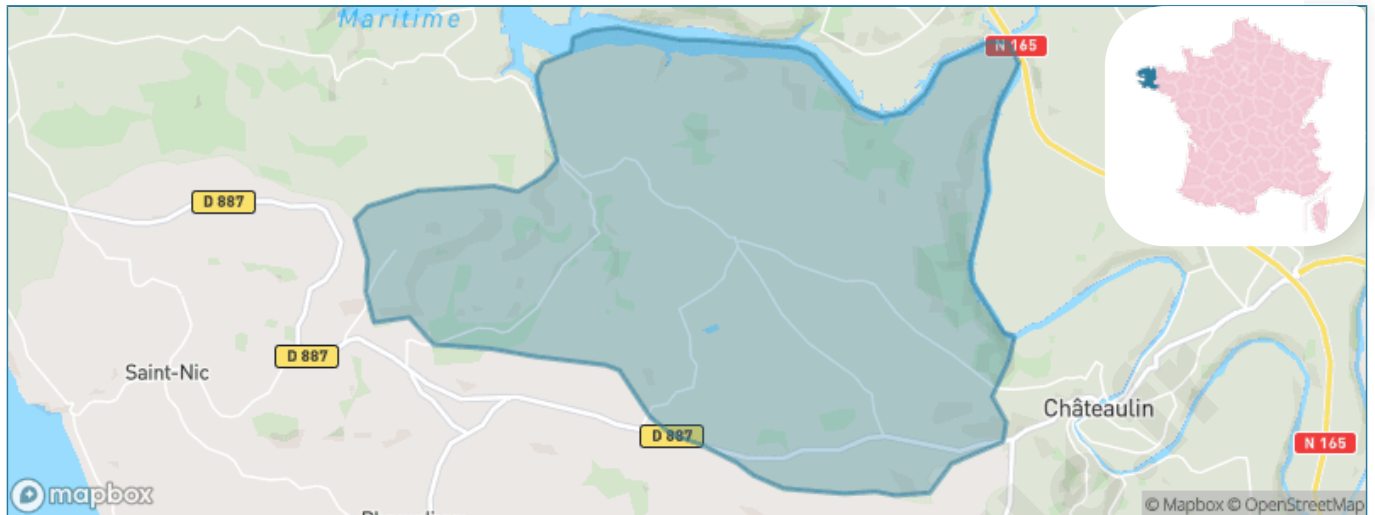 Maritime
N 165
D 887
D 887
Saint-Nic
Châteaulin
D 887
N 165
mapbox
© Mapbox © OpenStreetMap